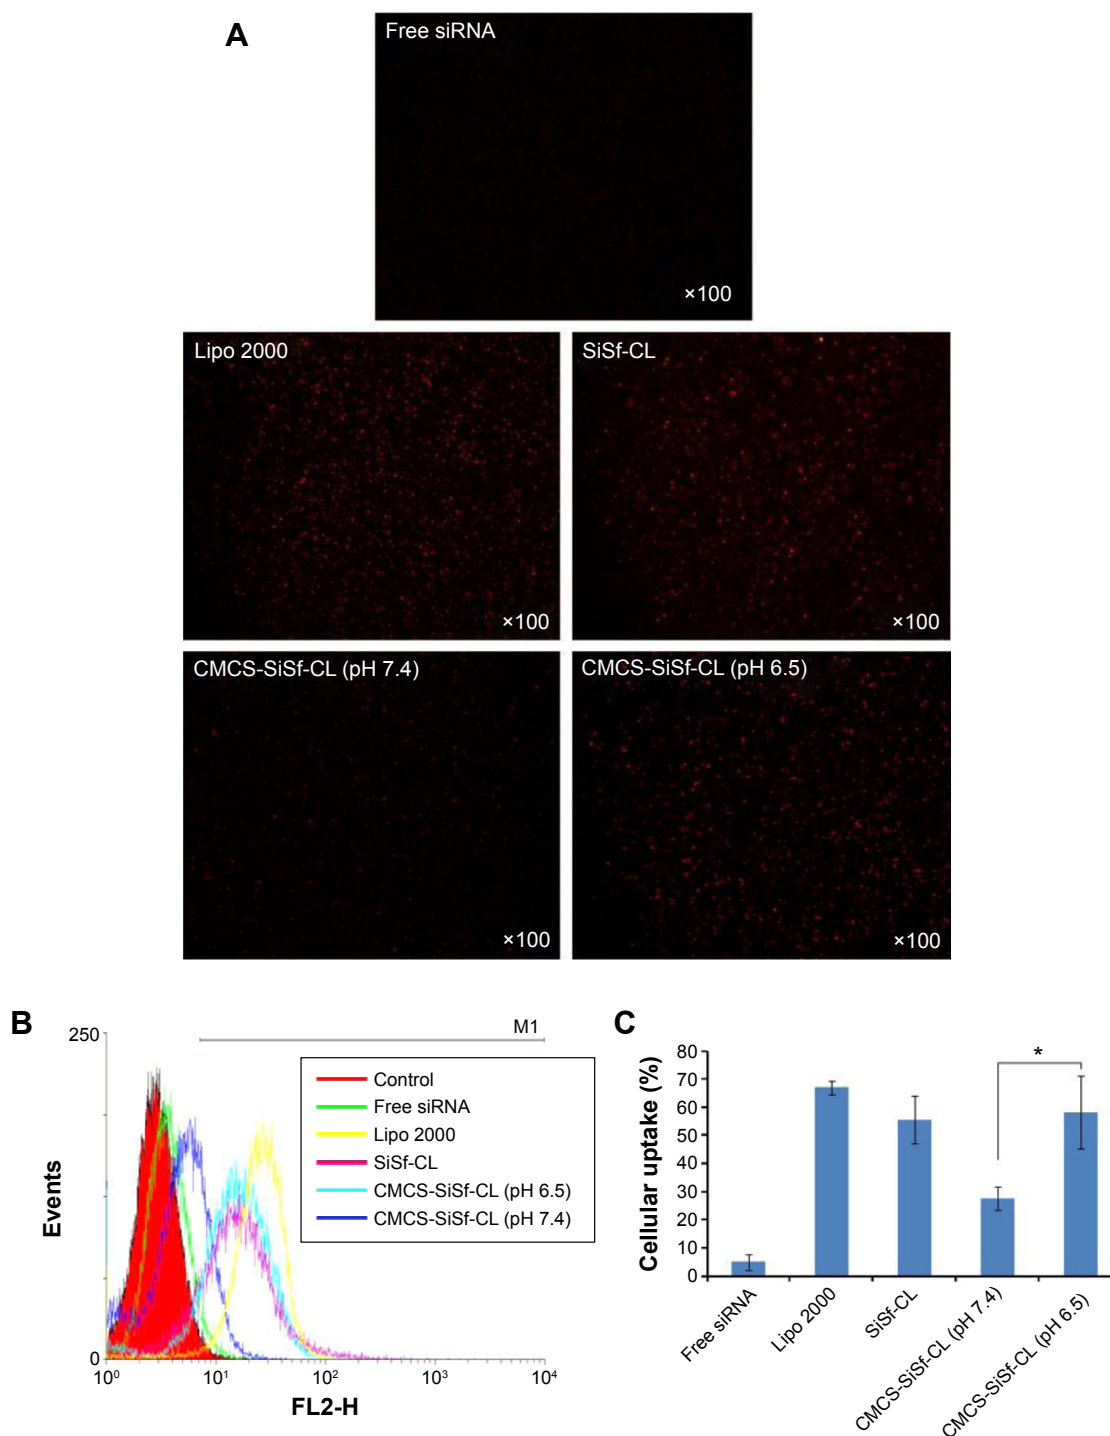 A
Free siRNA
×100
Lipo 2000
×100
SiSf-CL
×100
CMCS-SiSf-CL (pH 7.4)
×100
CMCS-SiSf-CL (pH 6.5)
×100
B
250
M1
Control
Free siRNA
Lipo 2000
SiSf-CL
CMCS-SiSf-CL (pH 6.5)
CMCS-SiSf-CL (pH 7.4)
Events
0
10⁰ 10¹ 10² 10³ 10⁴
FL2-H
C
80
70
60
50
40
30
20
10
0
Cellular uptake (%)
*
Free siRNA
Lipo 2000
SiSf-CL
CMCS-SiSf-CL (pH 7.4)
CMCS-SiSf-CL (pH 6.5)